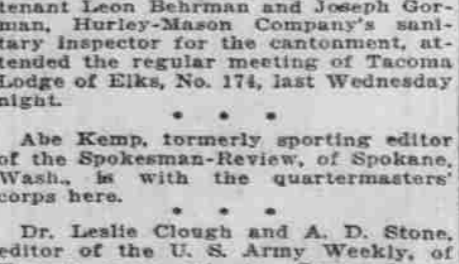 tenant Leon Behrman and Joseph Gor-
man, Hurley-Mason Company's sani-
tary inspector for the cantonment, at-
tended the regular meeting of Tacoma
Lodge of Elks, No. 174, last Wednesday
night.
* * *
Abe Kemp, formerly sporting editor
of the Spokesman-Review, of Spokane,
Wash., is with the quartermasters'
corps here.
* * *
Dr. Leslie Clough and A. D. Stone,
editor of the U. S. Army Weekly, of